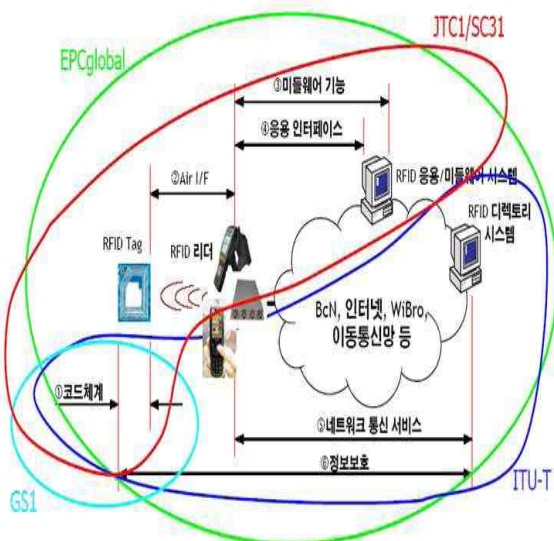 JTC1/SC31
EPCglobal
③미들웨어 기능
④응용 인터페이스
②Air I/F
RFID 응용/미들웨어 시스템
RFID Tag
RFID 리더
RFID 디렉토리
시스템
BcN, 인터넷, WiBro,
이동통신망 등
①코드체계
⑤네트워크 통신 서비스
⑥정보보호
GS1
ITU-T